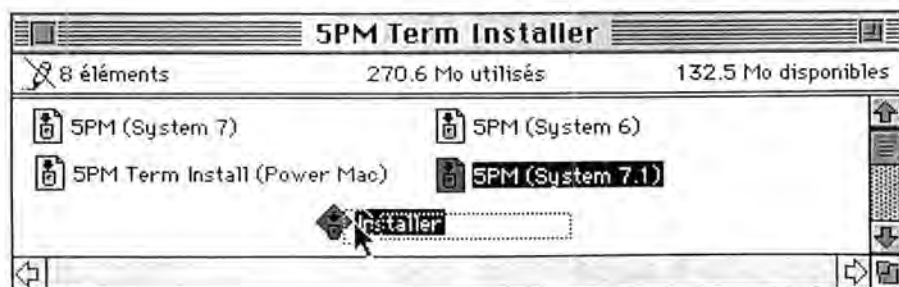 5PM Term Installer
8 éléments 270.6 Mo utilisés 132.5 Mo disponibles
5PM (System 7) 5PM (System 6)
5PM Term Install (Power Mac) 5PM (System 7.1)
Installer